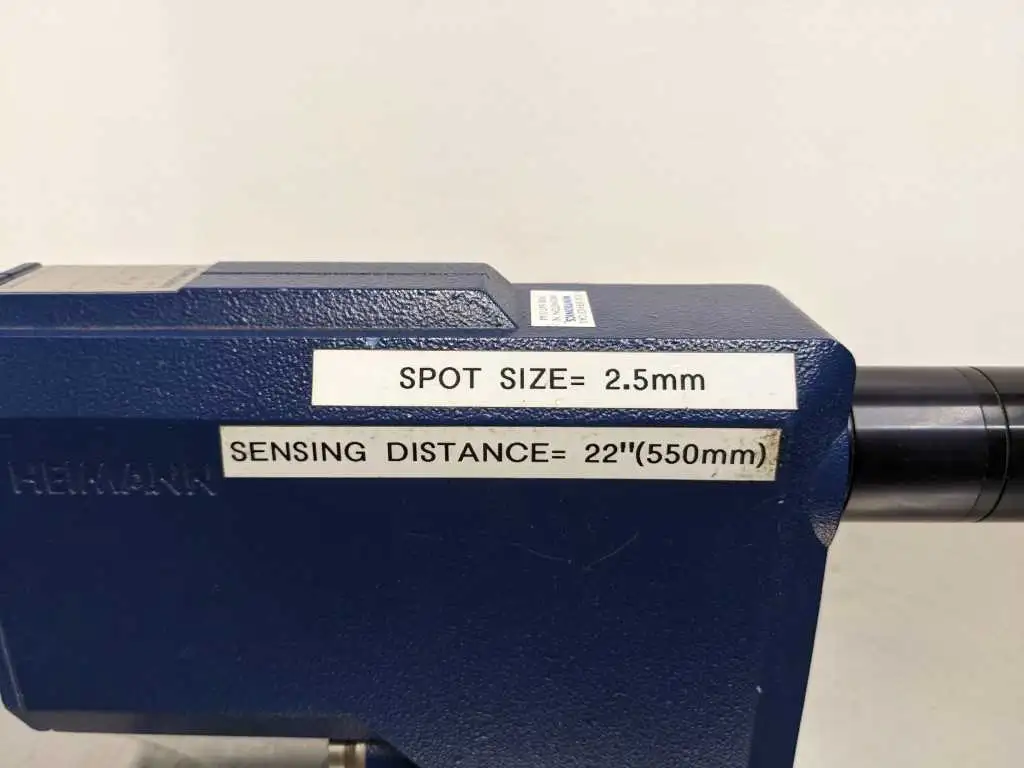 SPOT SIZE= 2.5mm
SENSING DISTANCE= 22"(550mm)
HEIMANN